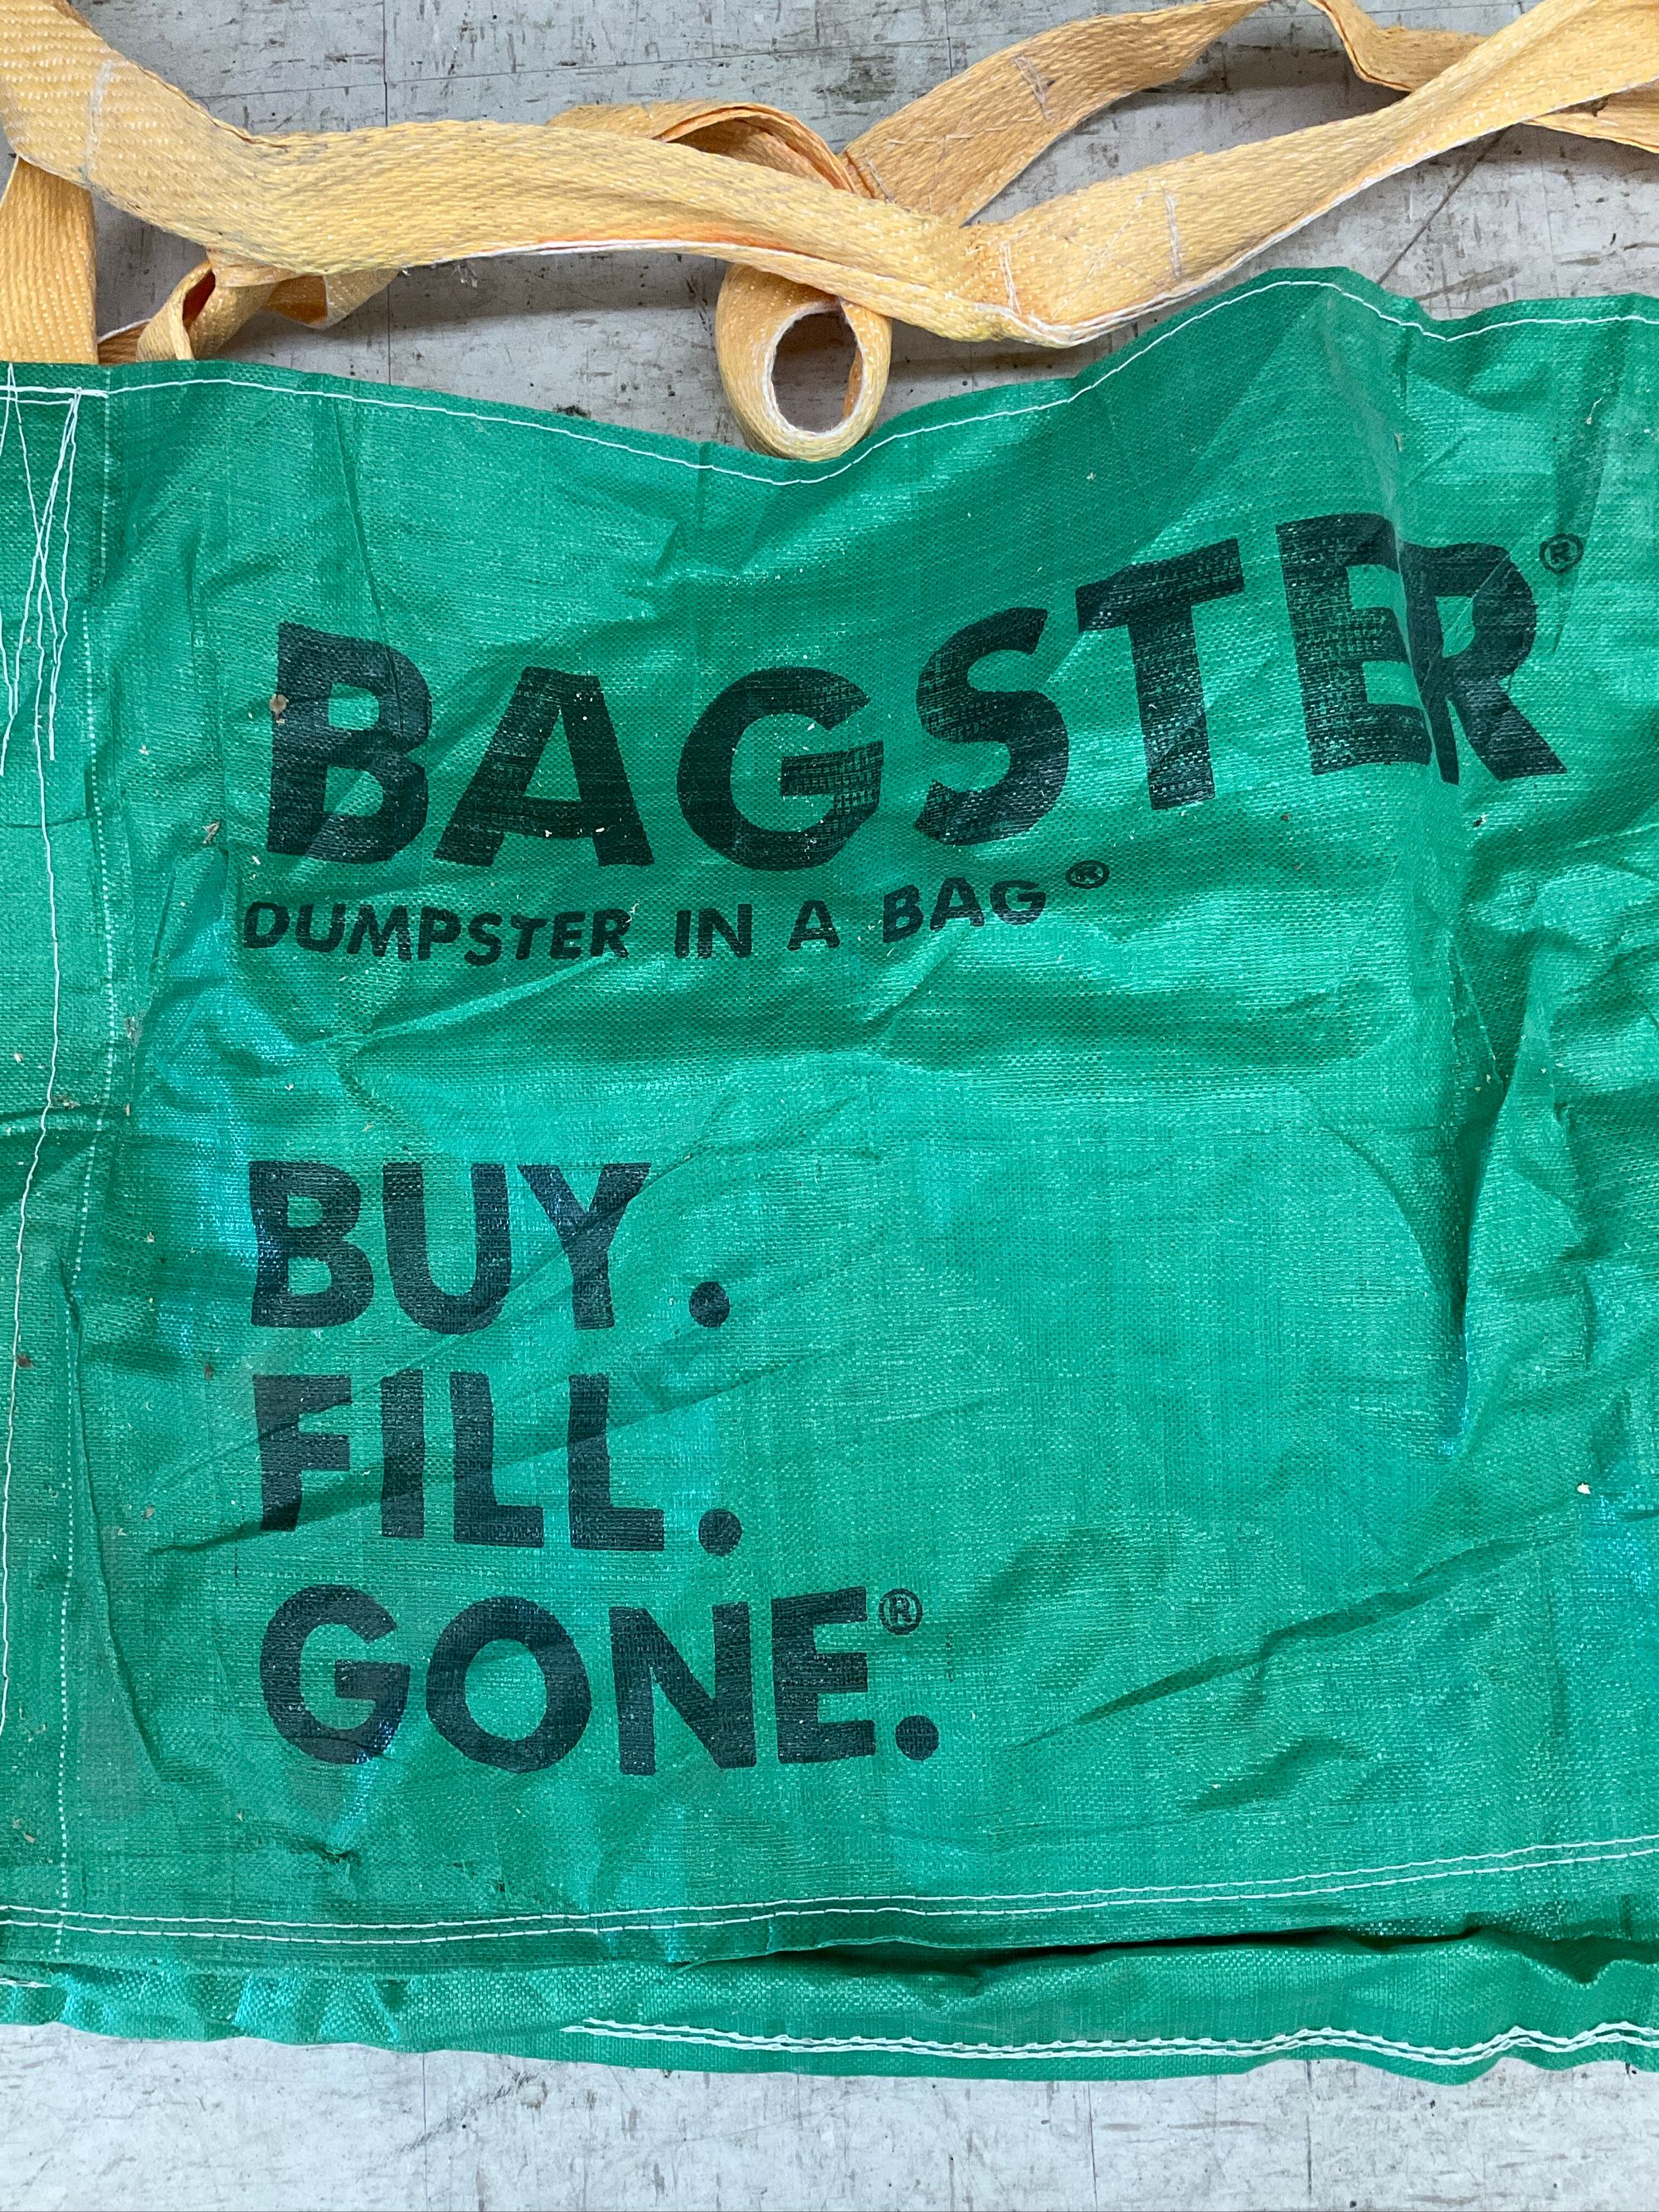 BAGSTER®
DUMPSTER IN A BAG®
BUY.
FILL.
GONE.®